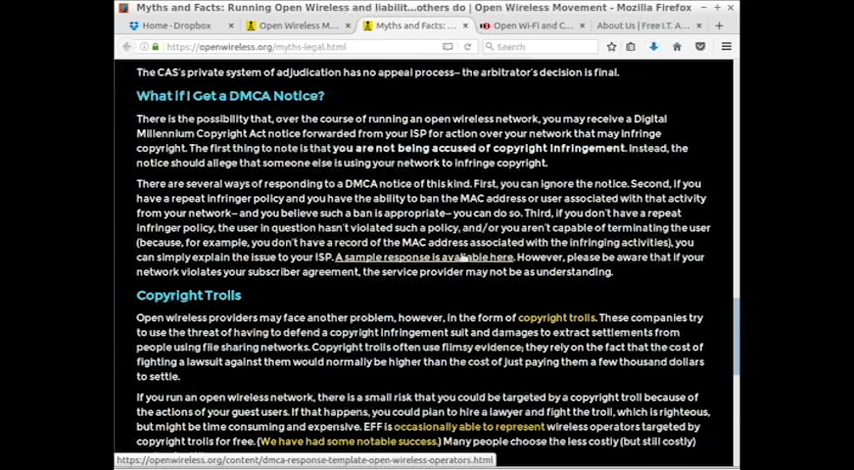 Myths and Facts: Running Open Wireless and liabilit...others do | Open Wireless Movement - Mozilla Firefox
Home - Dropbox
Open Wireless M...
Myths and Facts: ...
Open Wi-Fi and C...
About Us | Free I.T. A...
https://openwireless.org/myths-legal.html
Search
The CAS's private system of adjudication has no appeal process– the arbitrator's decision is final.
What if I Get a DMCA Notice?
There is the possibility that, over the course of running an open wireless network, you may receive a Digital
Millennium Copyright Act notice forwarded from your ISP for action over your network that may infringe
copyright. The first thing to note is that you are not being accused of copyright infringement. Instead, the
notice should allege that someone else is using your network to infringe copyright.
There are several ways of responding to a DMCA notice of this kind. First, you can ignore the notice. Second, if you
have a repeat infringer policy and you have the ability to ban the MAC address or user associated with that activity
from your network– and you believe such a ban is appropriate– you can do so. Third, if you don't have a repeat
infringer policy, the user in question hasn't violated such a policy, and/or you aren't capable of terminating the user
(because, for example, you don't have a record of the MAC address associated with the infringing activities), you
can simply explain the issue to your ISP. A sample response is available here. However, please be aware that if your
network violates your subscriber agreement, the service provider may not be as understanding.
Copyright Trolls
Open wireless providers may face another problem, however, in the form of copyright trolls. These companies try
to use the threat of having to defend a copyright infringement suit and damages to extract settlements from
people using file sharing networks. Copyright trolls often use flimsy evidence; they rely on the fact that the cost of
fighting a lawsuit against them would normally be higher than the cost of just paying them a few thousand dollars
to settle.
If you run an open wireless network, there is a small risk that you could be targeted by a copyright troll because of
the actions of your guest users. If that happens, you could plan to hire a lawyer and fight the troll, which is righteous,
but might be time consuming and expensive. EFF is occasionally able to represent wireless operators targeted by
copyright trolls for free. (We have had some notable success.) Many people choose the less costly (but still costly)
https://openwireless.org/content/dmca-response-template-open-wireless-operators.html